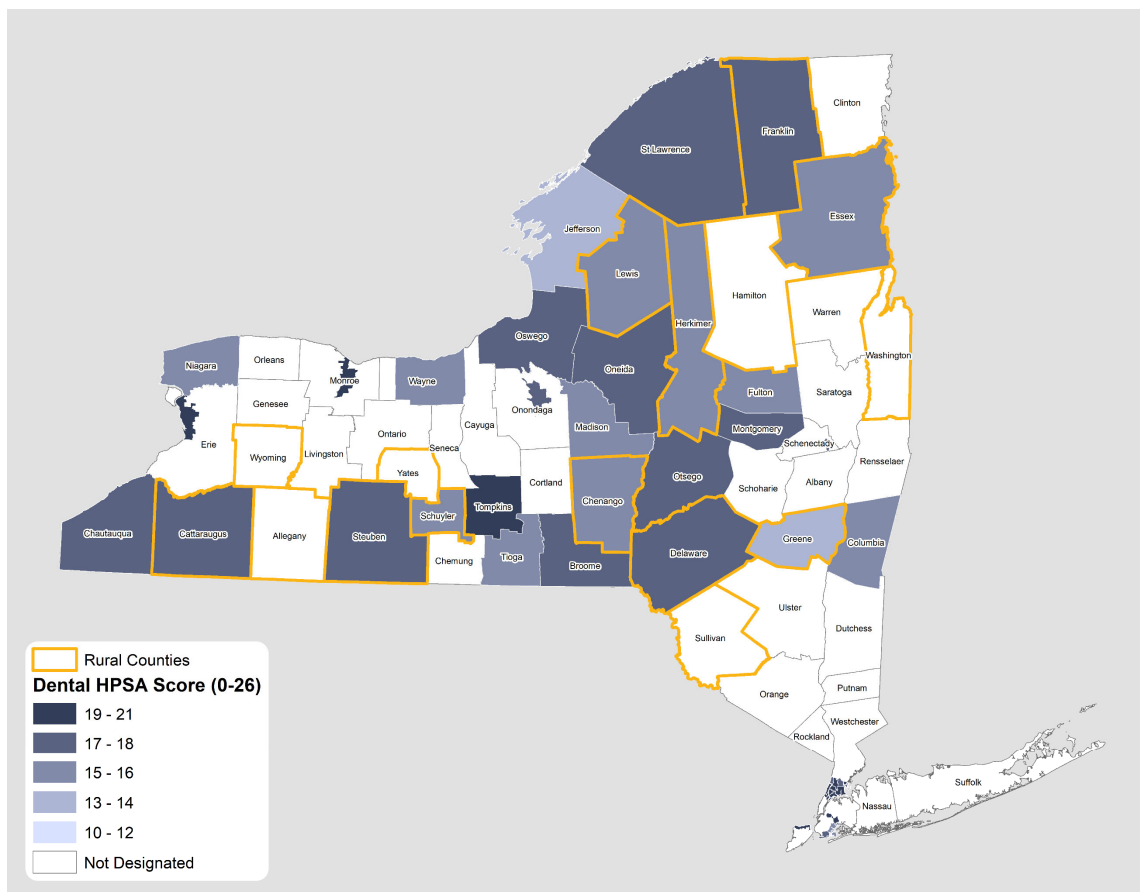 Clinton
Franklin
St Lawrence
Essex
Jefferson
Lewis
Hamilton
Warren
Herkimer
Oswego
Washington
Niagara
Orleans
Oneida
Monroe
Wayne
Fulton
Saratoga
Genesee
Onondaga
Cayuga
Madison
Montgomery
Ontario
Seneca
Schenectady
Erie
Livingston
Wyoming
Rensselaer
Yates
Otsego
Albany
Cortland
Schoharie
Chenango
Tompkins
Schuyler
Chautauqua
Cattaraugus
Allegany
Steuben
Greene
Columbia
Delaware
Tioga
Chemung
Broome
Ulster
Dutchess
Sullivan
Putnam
Orange
Westchester
Rockland
Suffolk
Nassau
Rural Counties
Dental HPSA Score (0-26)
19 - 21
17 - 18
15 - 16
13 - 14
10 - 12
Not Designated